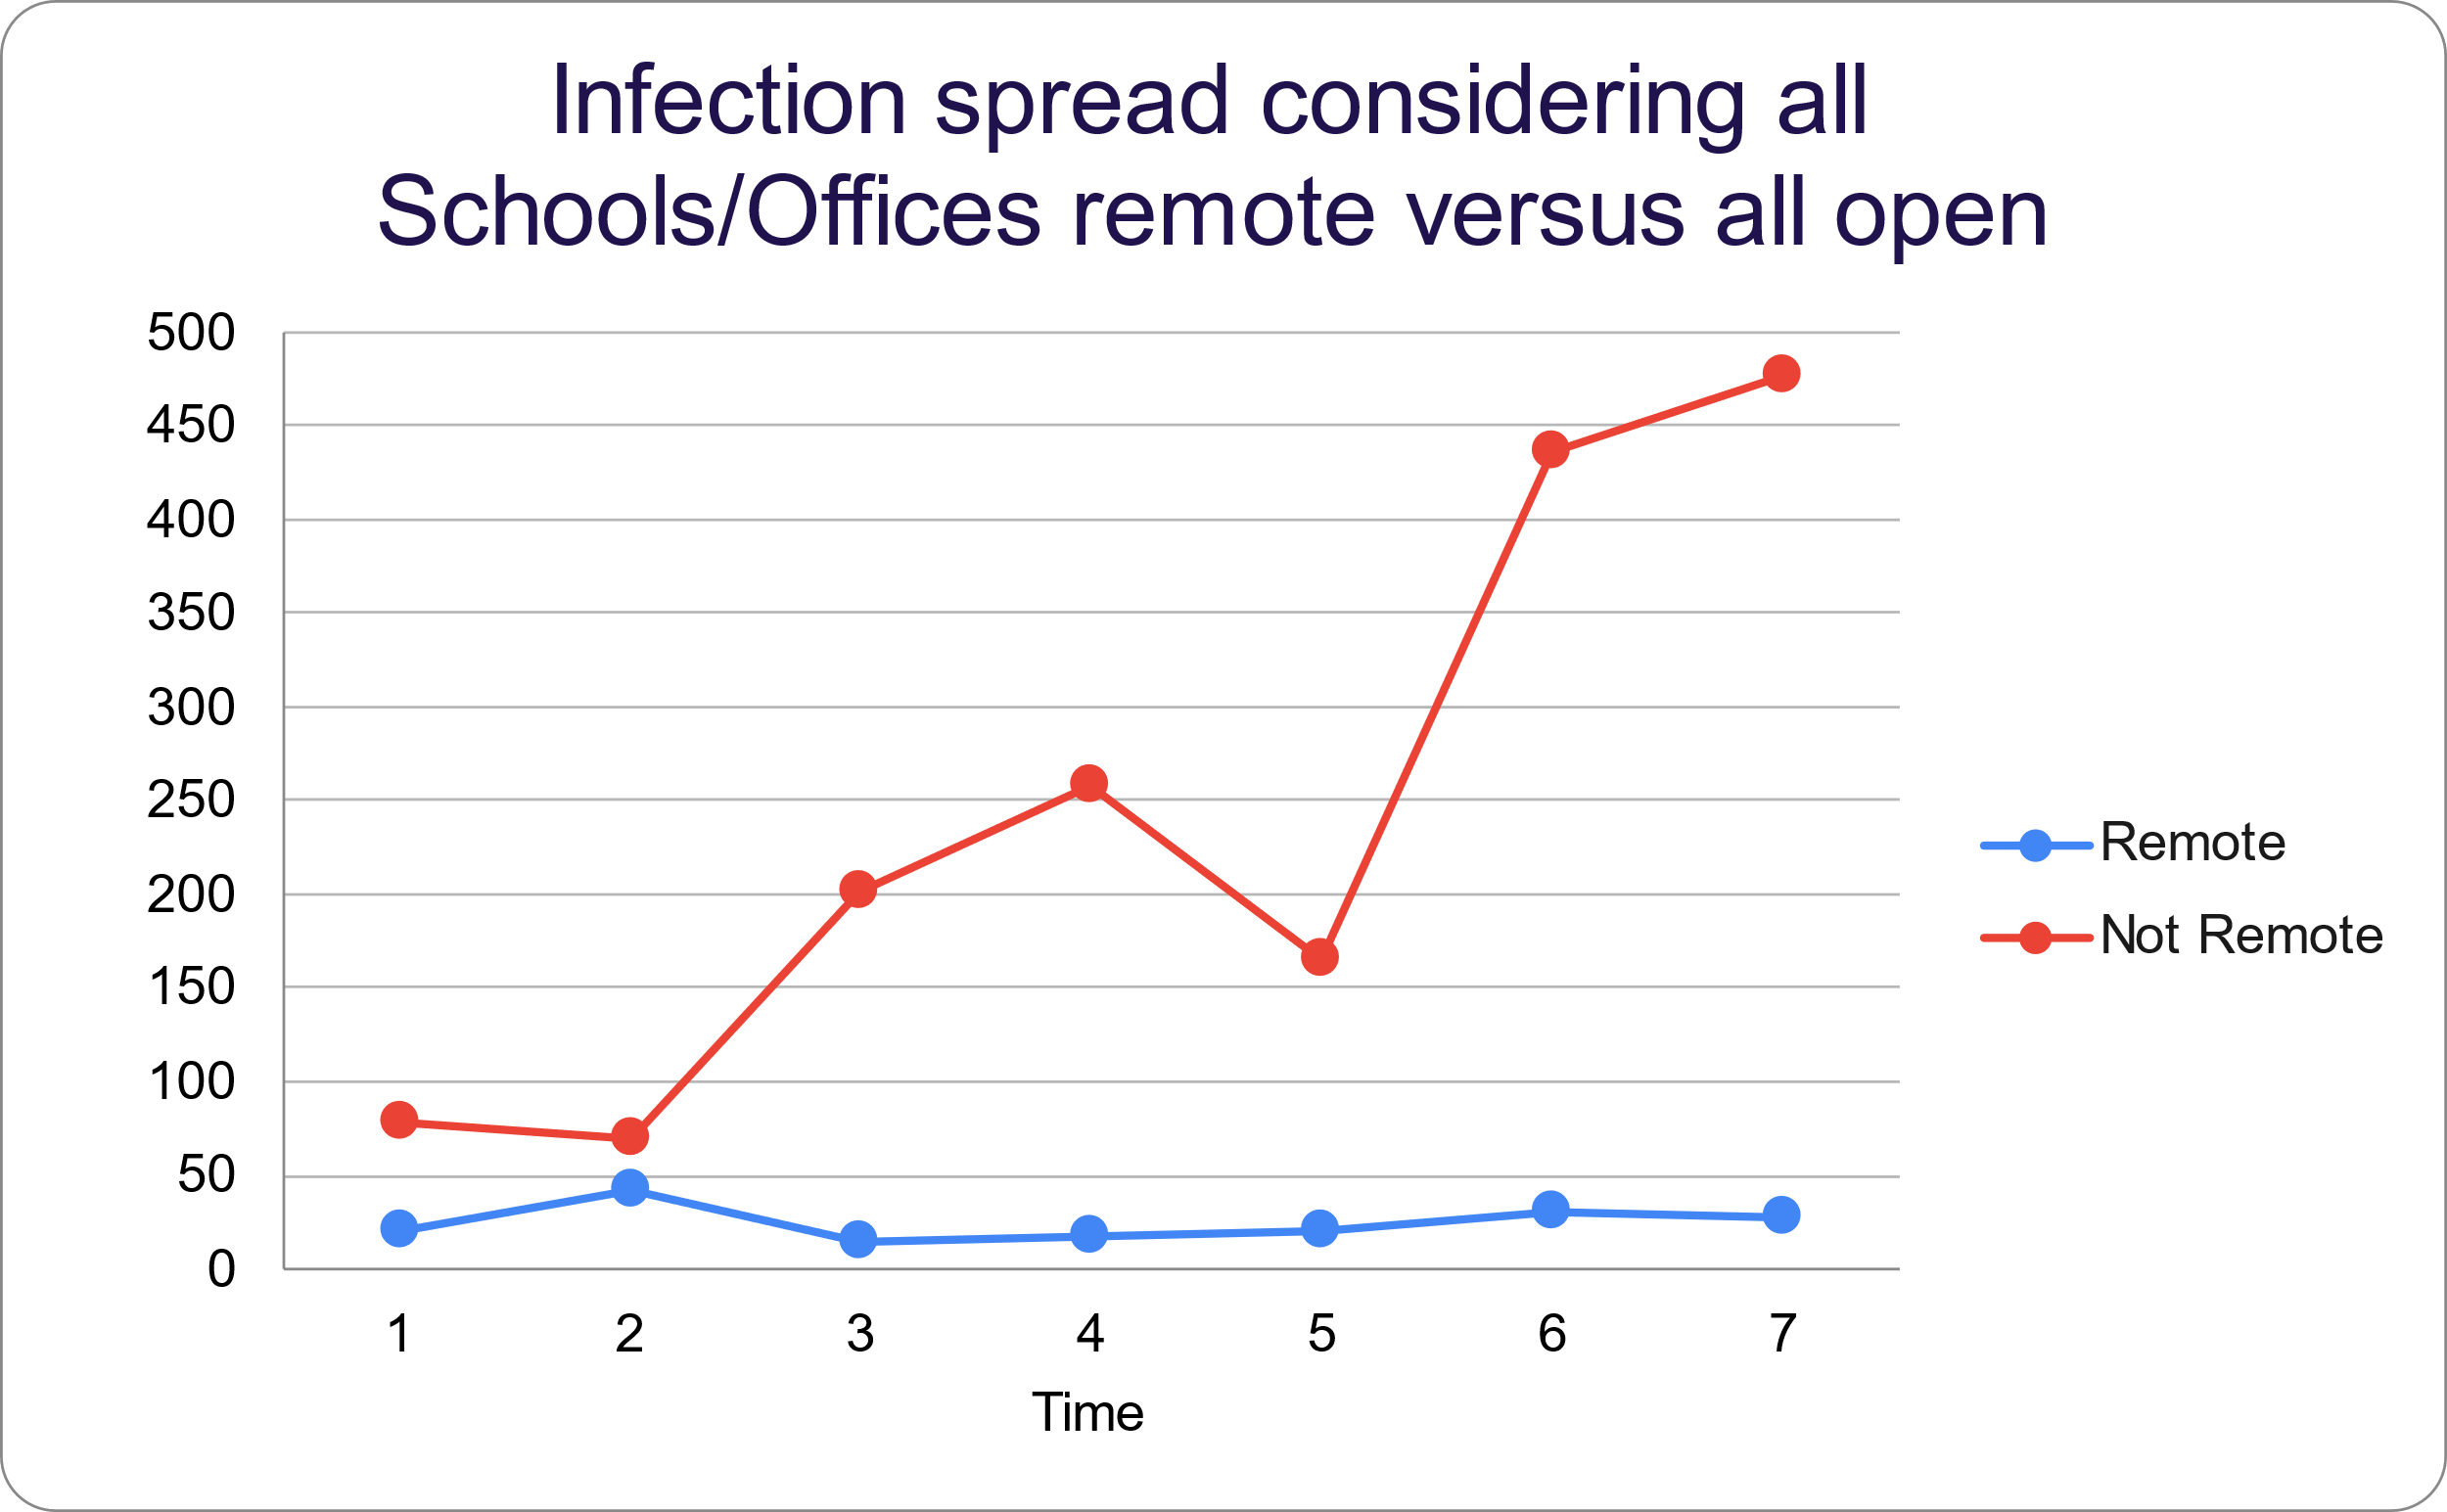 Infection spread considering all
Schools/Offices remote versus all open
500
450
400
350
300
250
200
150
100
50
0
1 2 3 4 5 6 7
Time
Remote
Not Remote